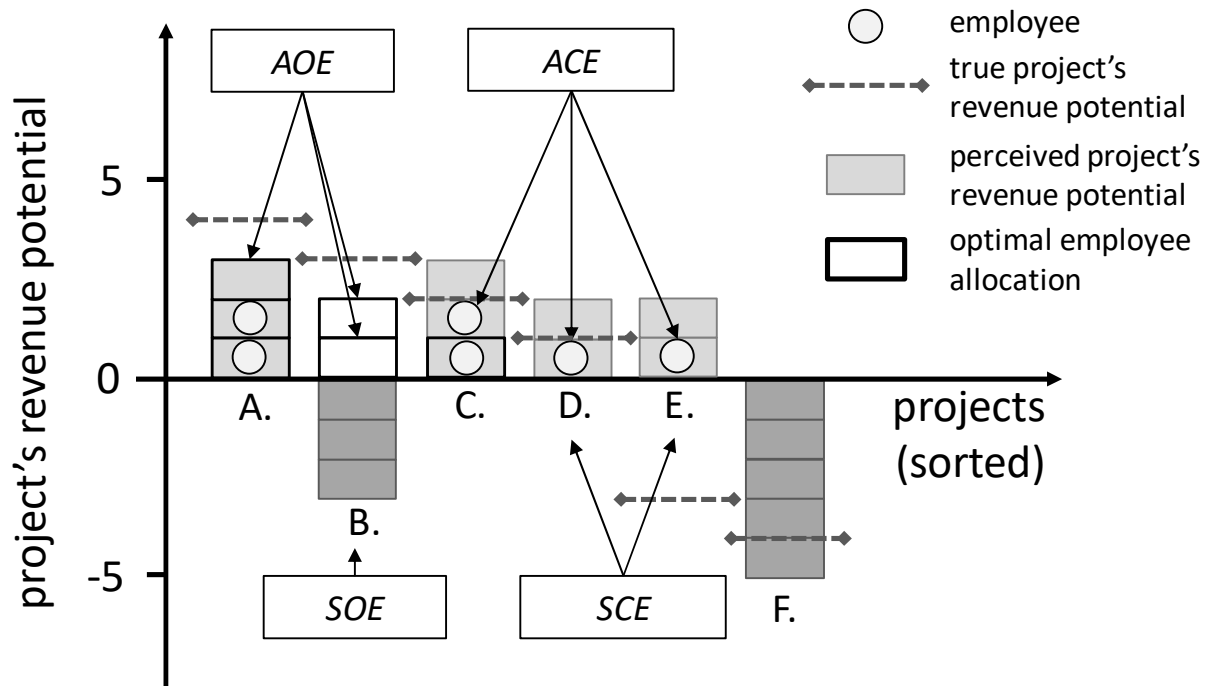 AOE
ACE
employee
true project's
revenue potential
perceived project's
revenue potential
optimal employee
allocation
project's revenue potential
5
0
-5
A.
B.
C.
D.
E.
F.
projects
(sorted)
SOE
SCE